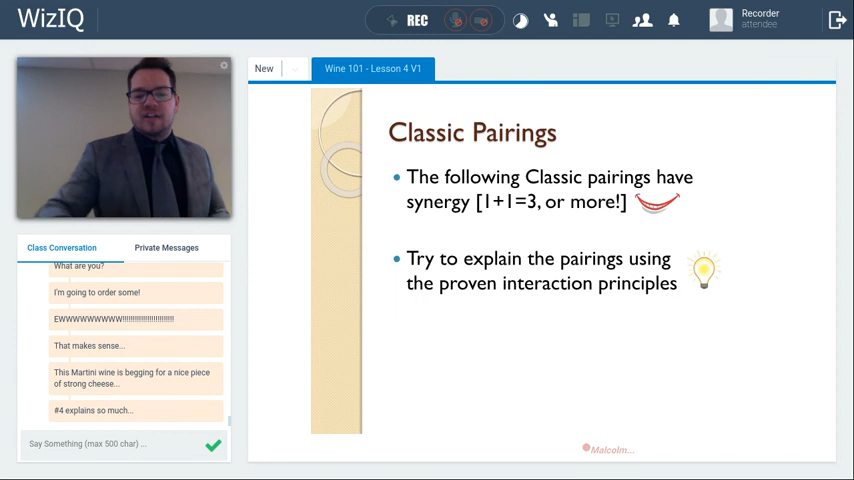 WizIQ
REC
Recorder
attendee
New
Wine 101 - Lesson 4 V1
Classic Pairings
• The following Classic pairings have
synergy [1+1=3, or more!]
• Try to explain the pairings using
the proven interaction principles
Malcolm...
Class Conversation
Private Messages
What are you?
I'm going to order some!
EWWWWWWWWW!!!!!!!!!!!!!!!!!!!!!!!!!
That makes sense...
This Martini wine is begging for a nice piece
of strong cheese...
#4 explains so much...
Say Something (max 500 char) ...